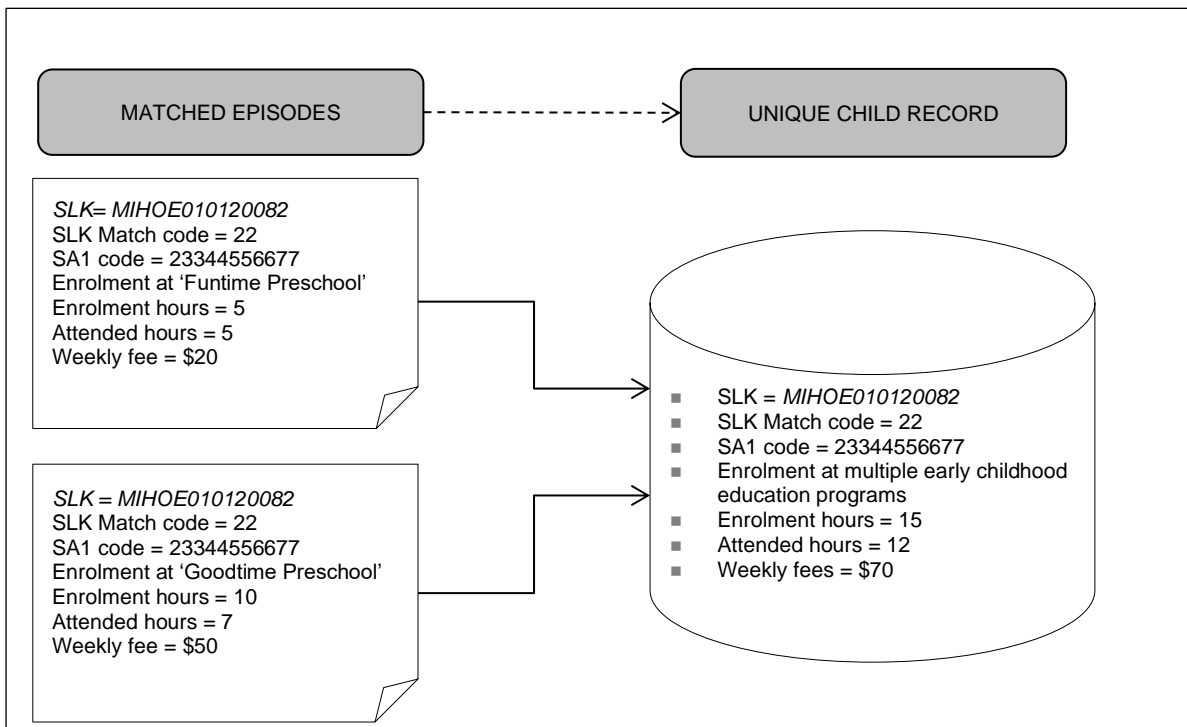 MATCHED EPISODES
UNIQUE CHILD RECORD
SLK= MIHOE010120082
SLK Match code = 22
SA1 code = 23344556677
Enrolment at ‘Funtime Preschool’
Enrolment hours = 5
Attended hours = 5
Weekly fee = $20
SLK = MIHOE010120082
SLK Match code = 22
SA1 code = 23344556677
Enrolment at ‘Goodtime Preschool’
Enrolment hours = 10
Attended hours = 7
Weekly fee = $50
■ SLK = MIHOE010120082
■ SLK Match code = 22
■ SA1 code = 23344556677
■ Enrolment at multiple early childhood
education programs
■ Enrolment hours = 15
■ Attended hours = 12
■ Weekly fees = $70